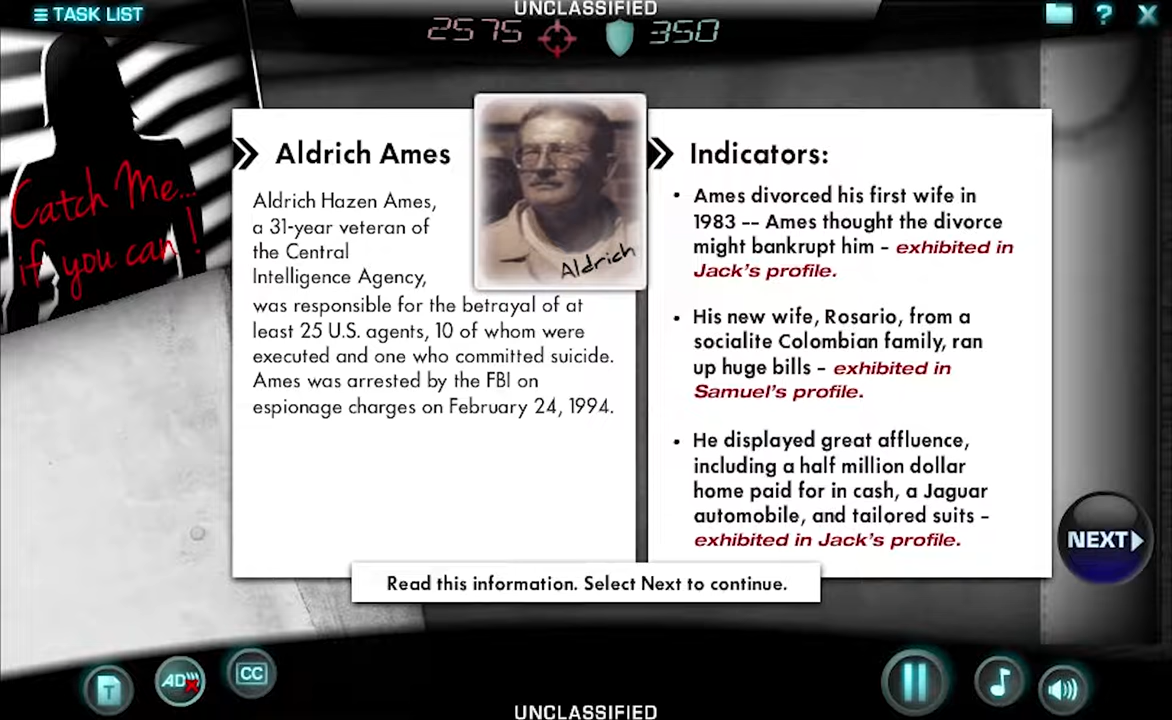 UNCLASSIFIED
TASK LIST
2575
350
? X
Catch Me...
if you can!
Aldrich Ames
Aldrich Hazen Ames,
a 31-year veteran of
the Central
Intelligence Agency,
was responsible for the betrayal of at
least 25 U.S. agents, 10 of whom were
executed and one who committed suicide.
Ames was arrested by the FBI on
espionage charges on February 24, 1994.
Aldrich
Indicators:
• Ames divorced his first wife in
1983 -- Ames thought the divorce
might bankrupt him – exhibited in
Jack's profile.
• His new wife, Rosario, from a
socialite Colombian family, ran
up huge bills – exhibited in
Samuel's profile.
• He displayed great affluence,
including a half million dollar
home paid for in cash, a Jaguar
automobile, and tailored suits –
exhibited in Jack's profile.
NEXT
Read this information. Select Next to continue.
T
AD
CC
UNCLASSIFIED